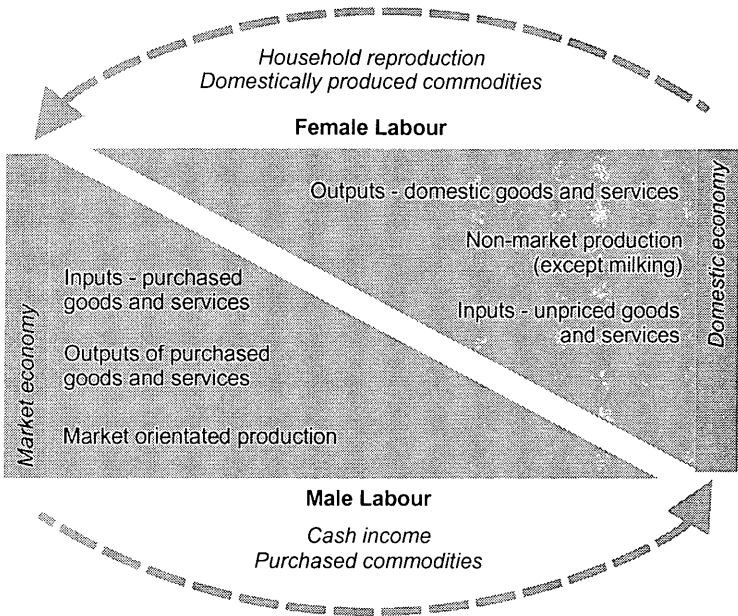 Household reproduction
Domestically produced commodities
Female Labour
Outputs - domestic goods and services
Non-market production
(except milking)
Inputs - unpriced goods
and services
Domestic economy
Market economy
Inputs - purchased
goods and services
Outputs of purchased
goods and services
Market orientated production
Male Labour
Cash income
Purchased commodities